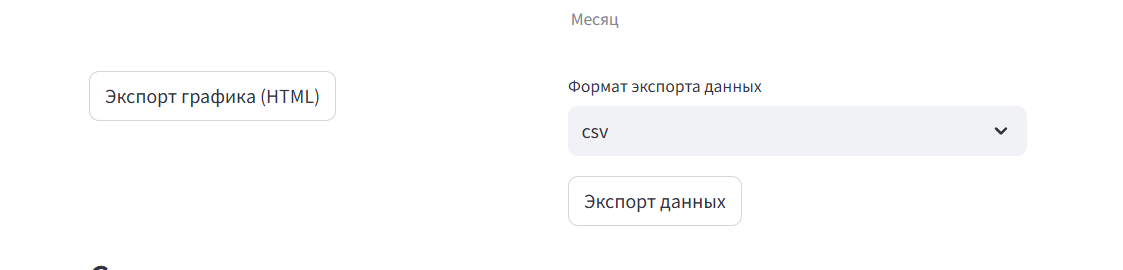 Месяц
Экспорт графика (HTML)
Формат экспорта данных
csv
Экспорт данных